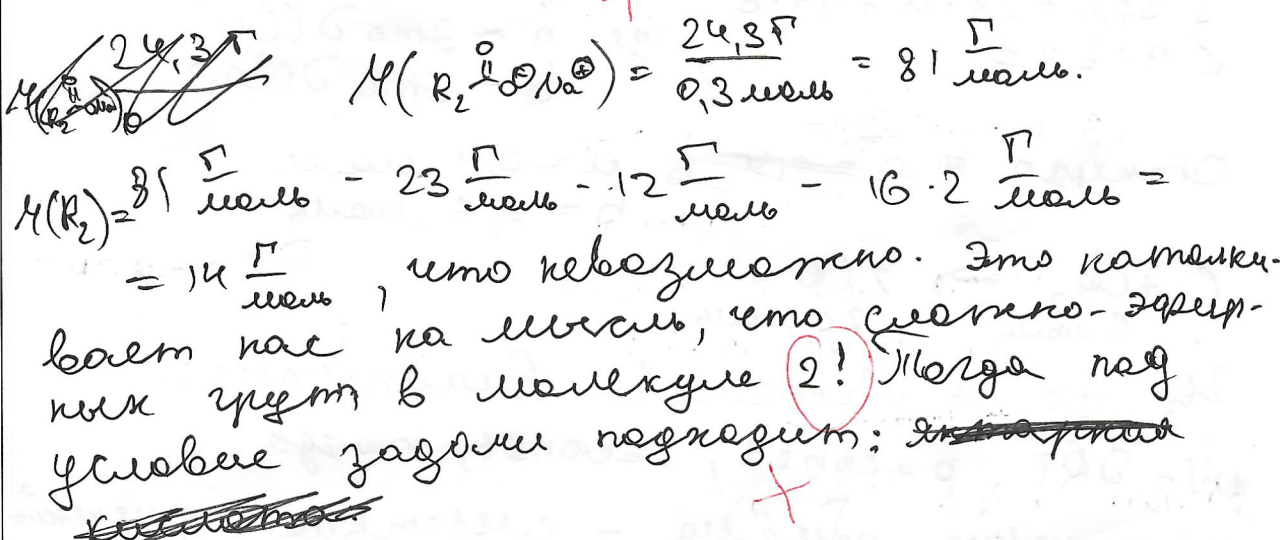 M(R₂COO⊖Na⊕) = 24,3 г / 0,3 моль = 81 г/моль.
M(R₂) = 81 г/моль - 23 г/моль - 12 г/моль - 16·2 г/моль =
= 14 г/моль, что невозможно. Это наталки-
вает нас на мысль, что сложно-эфир-
ных групп в молекуле 2! Тогда под
условие задачи подходит: